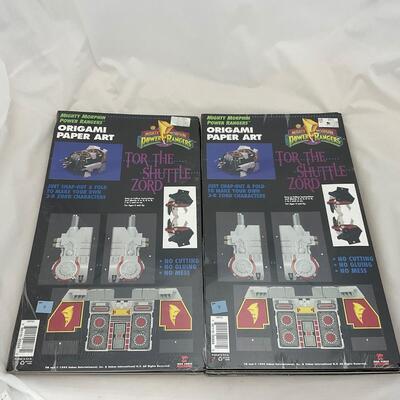 MIGHTY MORPHIN
POWER RANGERS™
ORIGAMI
PAPER ART
MIGHTY MORPHIN
POWER RANGERS
TOR THE....
SHUTTLE
ZORD
JUST SNAP-OUT & FOLD
TO MAKE YOUR OWN
3-D ZORD CHARACTERS
• NO CUTTING
• NO GLUING
• NO MESS
MIGHTY MORPHIN
POWER RANGERS™
ORIGAMI
PAPER ART
MIGHTY MORPHIN
POWER RANGERS
TOR THE....
SHUTTLE
ZORD
JUST SNAP-OUT & FOLD
TO MAKE YOUR OWN
3-D ZORD CHARACTERS
• NO CUTTING
• NO GLUING
• NO MESS